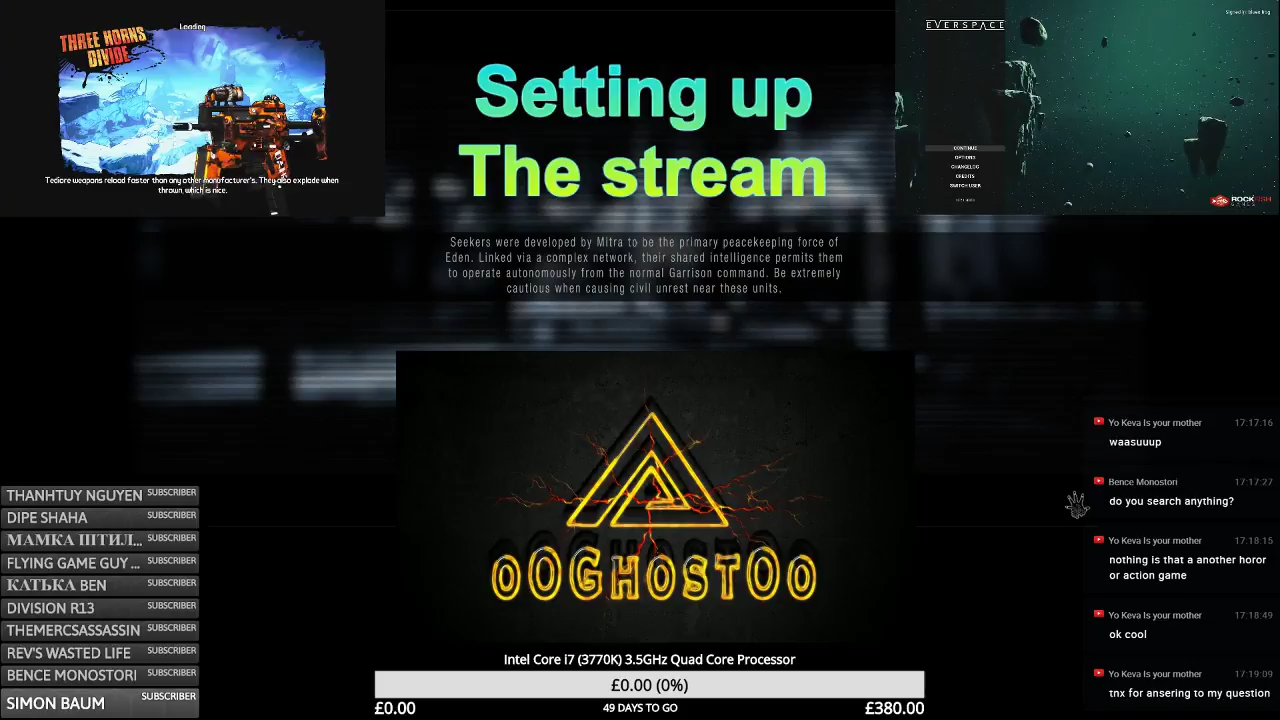 Loading
THREE HORNS
DIVIDE
Tediore weapons reload faster than any other manufacturer's. They also explode when
thrown, which is nice.
Setting up
The stream
EVERSPACE
CONTINUE
OPTIONS
CHANGELOG
CREDITS
SWITCH USER
ROCKFISH
GAMES
Seekers were developed by Mitra to be the primary peacekeeping force of
Eden. Linked via a complex network, their shared intelligence permits them
to operate autonomously from the normal Garrison command. Be extremely
cautious when causing civil unrest near these units.
oOGHOSTOo
Intel Core i7 (3770K) 3.5GHz Quad Core Processor
£0.00 (0%)
£0.00
49 DAYS TO GO
£380.00
THANHTUY NGUYEN SUBSCRIBER
DIPE SHAHA SUBSCRIBER
МАМКА ШТИЛ... SUBSCRIBER
FLYING GAME GUY ... SUBSCRIBER
КАТЬКА BEN SUBSCRIBER
DIVISION R13 SUBSCRIBER
THEMERCSASSASSIN SUBSCRIBER
REV'S WASTED LIFE SUBSCRIBER
BENCE MONOSTORI SUBSCRIBER
SIMON BAUM SUBSCRIBER
Yo Keva Is your mother 17:17:16
waasuuup
Bence Monostori 17:17:27
do you search anything?
Yo Keva Is your mother 17:18:15
nothing is that a another horor
or action game
Yo Keva Is your mother 17:18:49
ok cool
Yo Keva Is your mother 17:19:09
tnx for ansering to my question